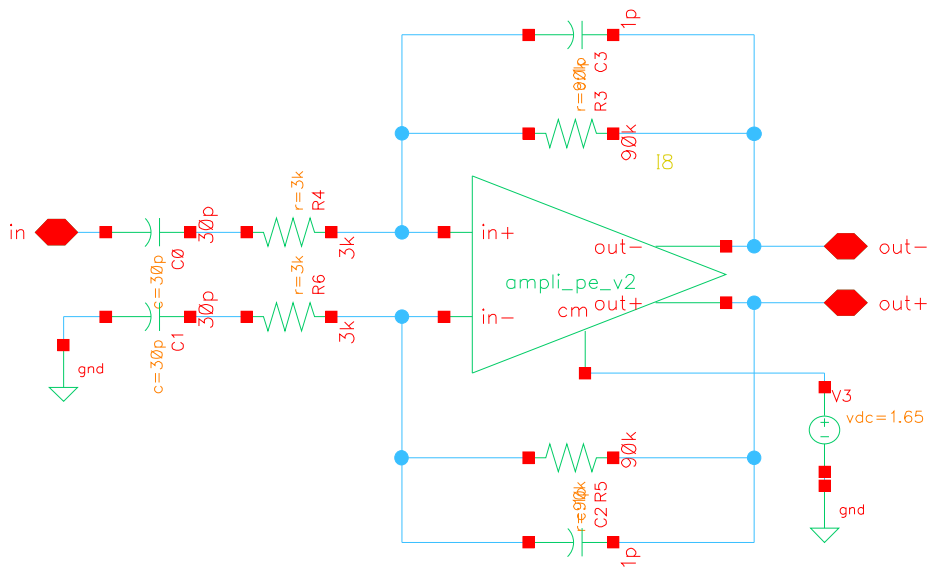 1p
C3
R3
90k
I8
in
30p
C0
c=30p
r=3k
R4
3k
in+
out-
out-
ampli_pe_v2
cm
out+
out+
in-
30p
C1
c=30p
r=3k
R6
3k
gnd
V3
vdc=1.65
gnd
90k
R5
C2
1p